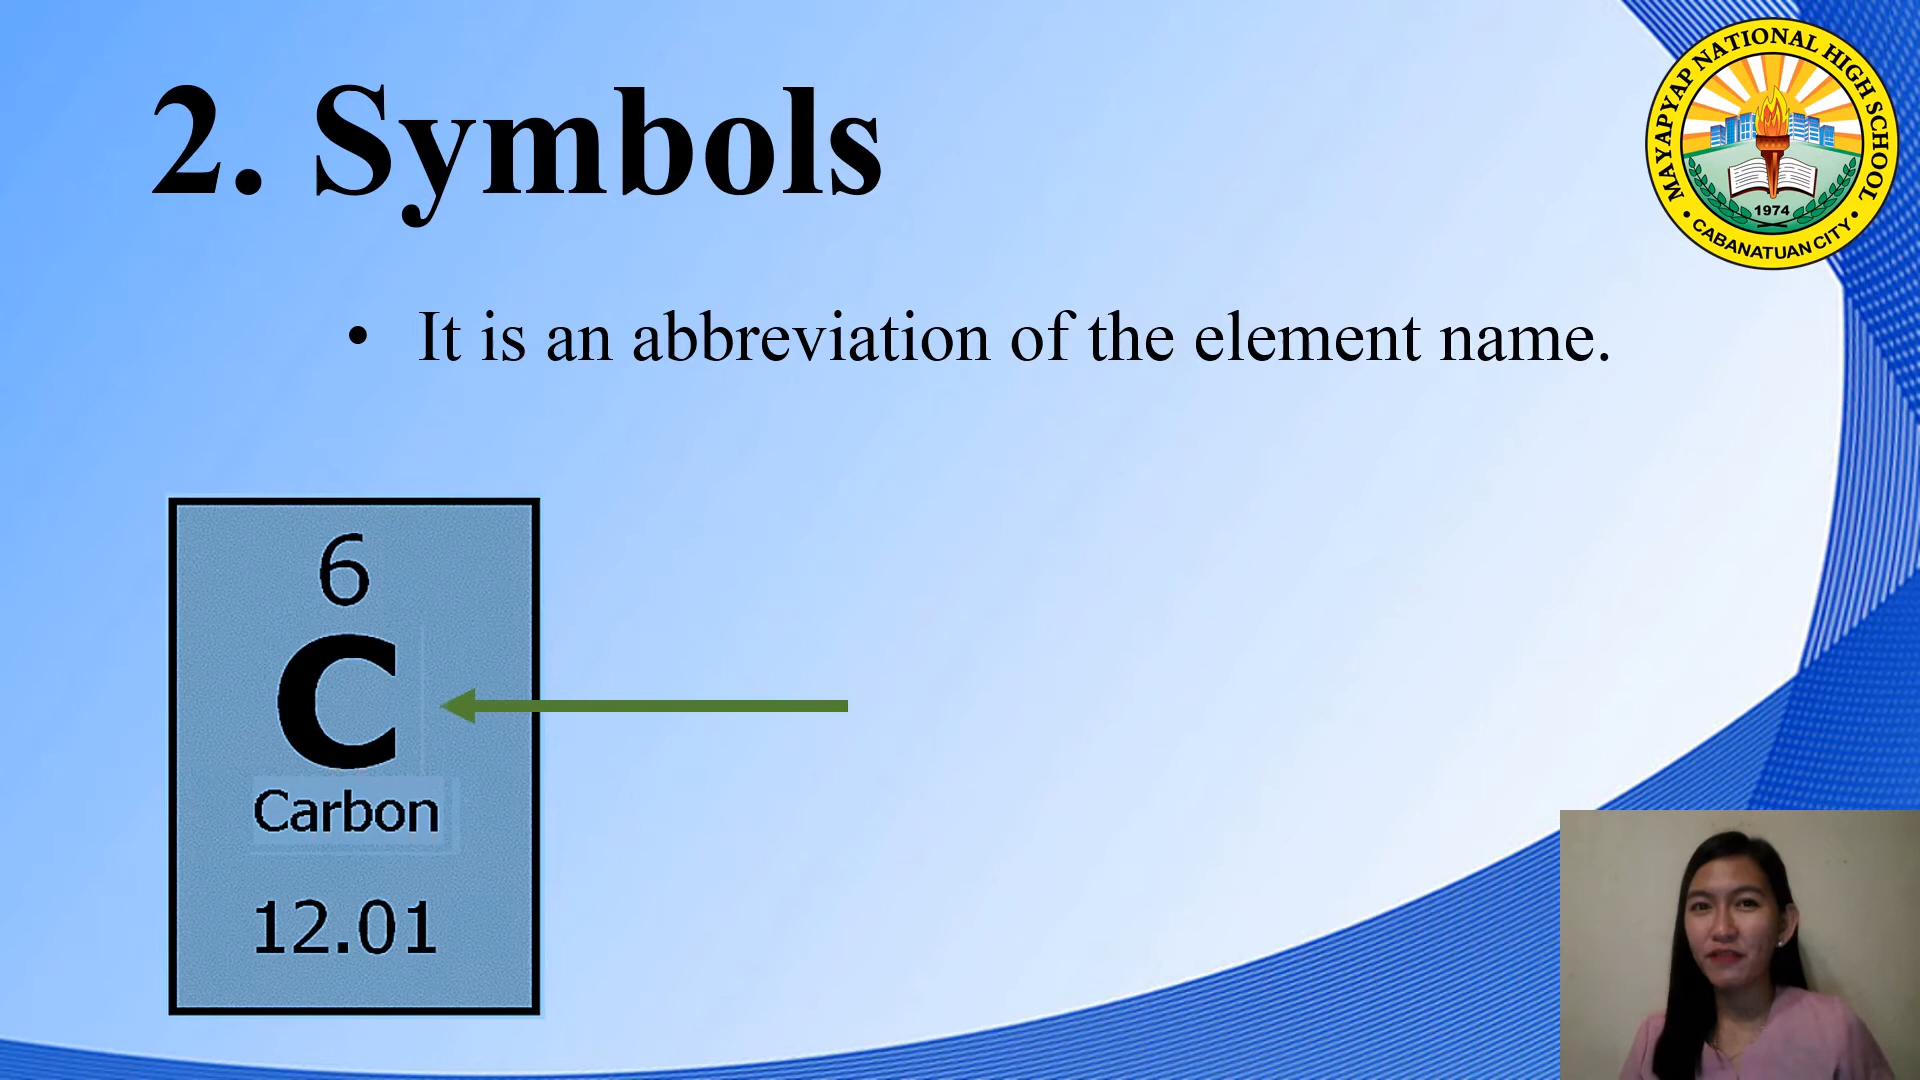 2. Symbols
MAYAPYAP NATIONAL HIGH SCHOOL
1974
CABANATUAN CITY
• It is an abbreviation of the element name.
6
C
Carbon
12.01